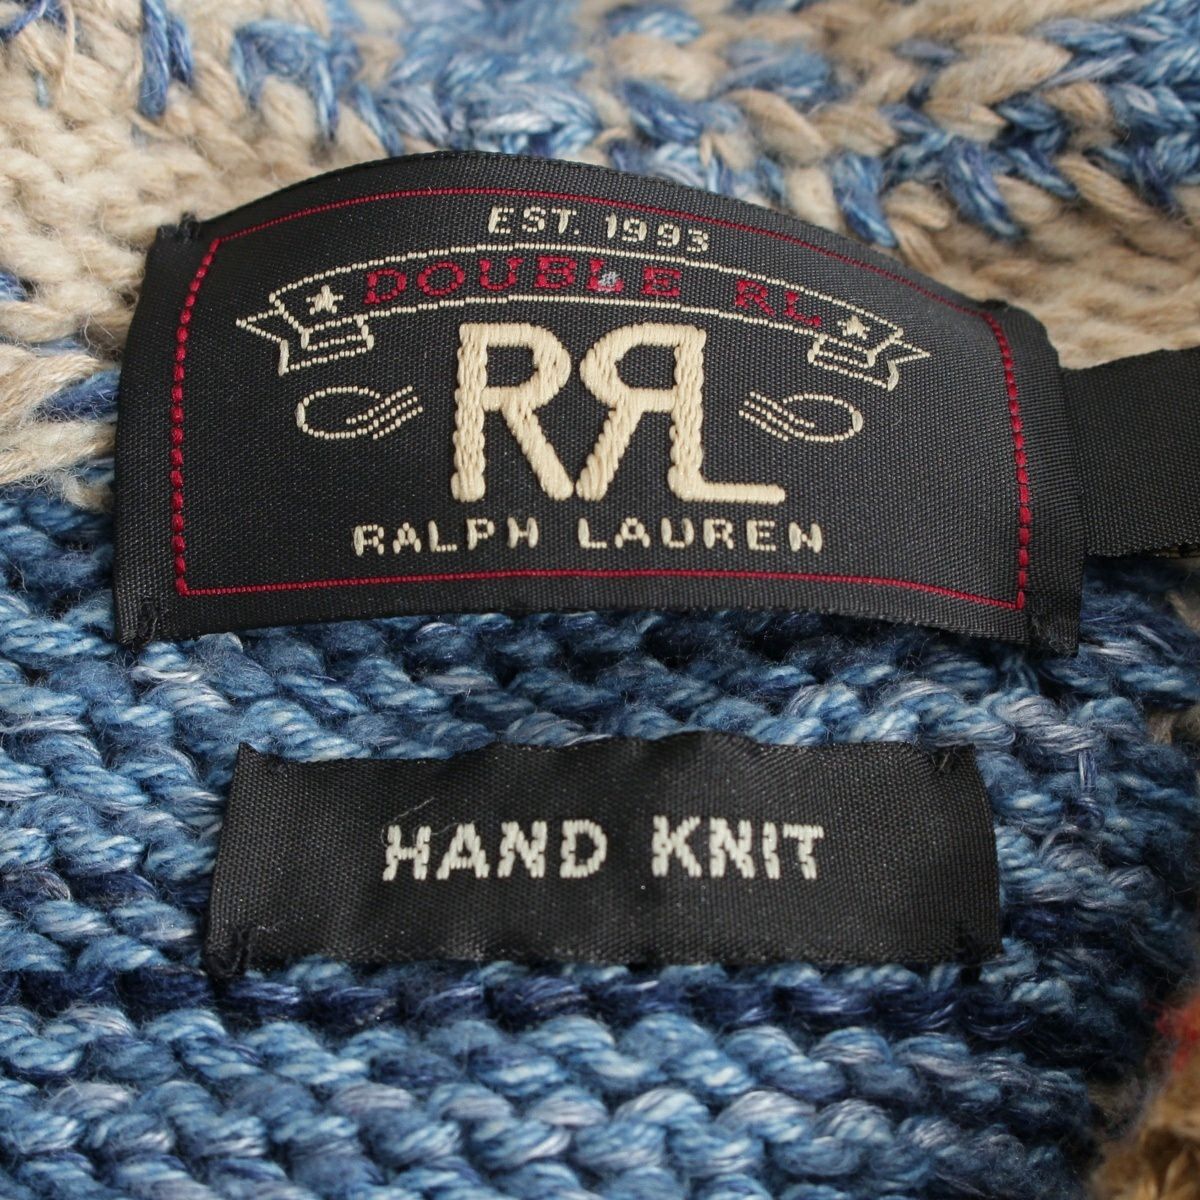 EST. 1993
DOUBLE RL
RRL
RALPH LAUREN
HAND KNIT